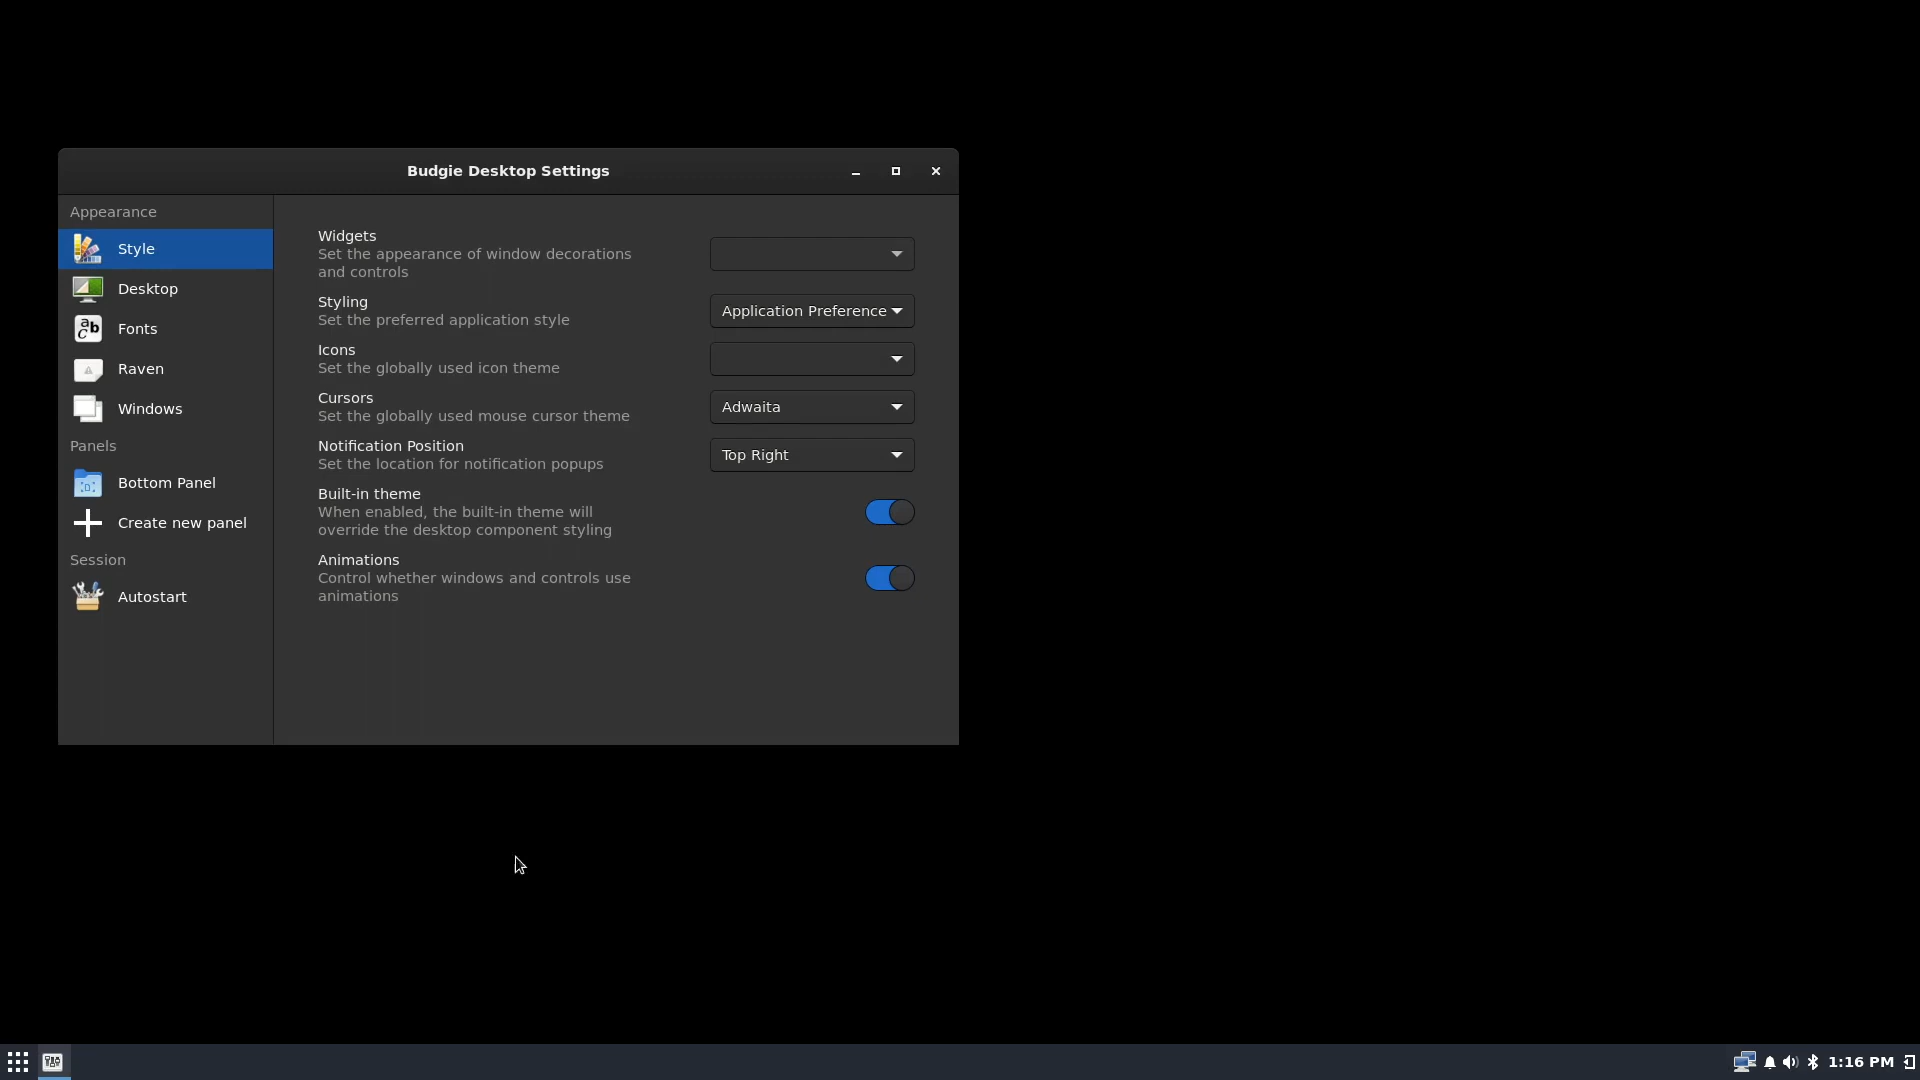 Budgie Desktop Settings
Appearance
Style
Desktop
Fonts
Raven
Windows
Panels
Bottom Panel
Create new panel
Session
Autostart
Widgets
Set the appearance of window decorations
and controls
Styling
Set the preferred application style
Application Preference
Icons
Set the globally used icon theme
Cursors
Set the globally used mouse cursor theme
Adwaita
Notification Position
Set the location for notification popups
Top Right
Built-in theme
When enabled, the built-in theme will
override the desktop component styling
Animations
Control whether windows and controls use
animations
1:16 PM